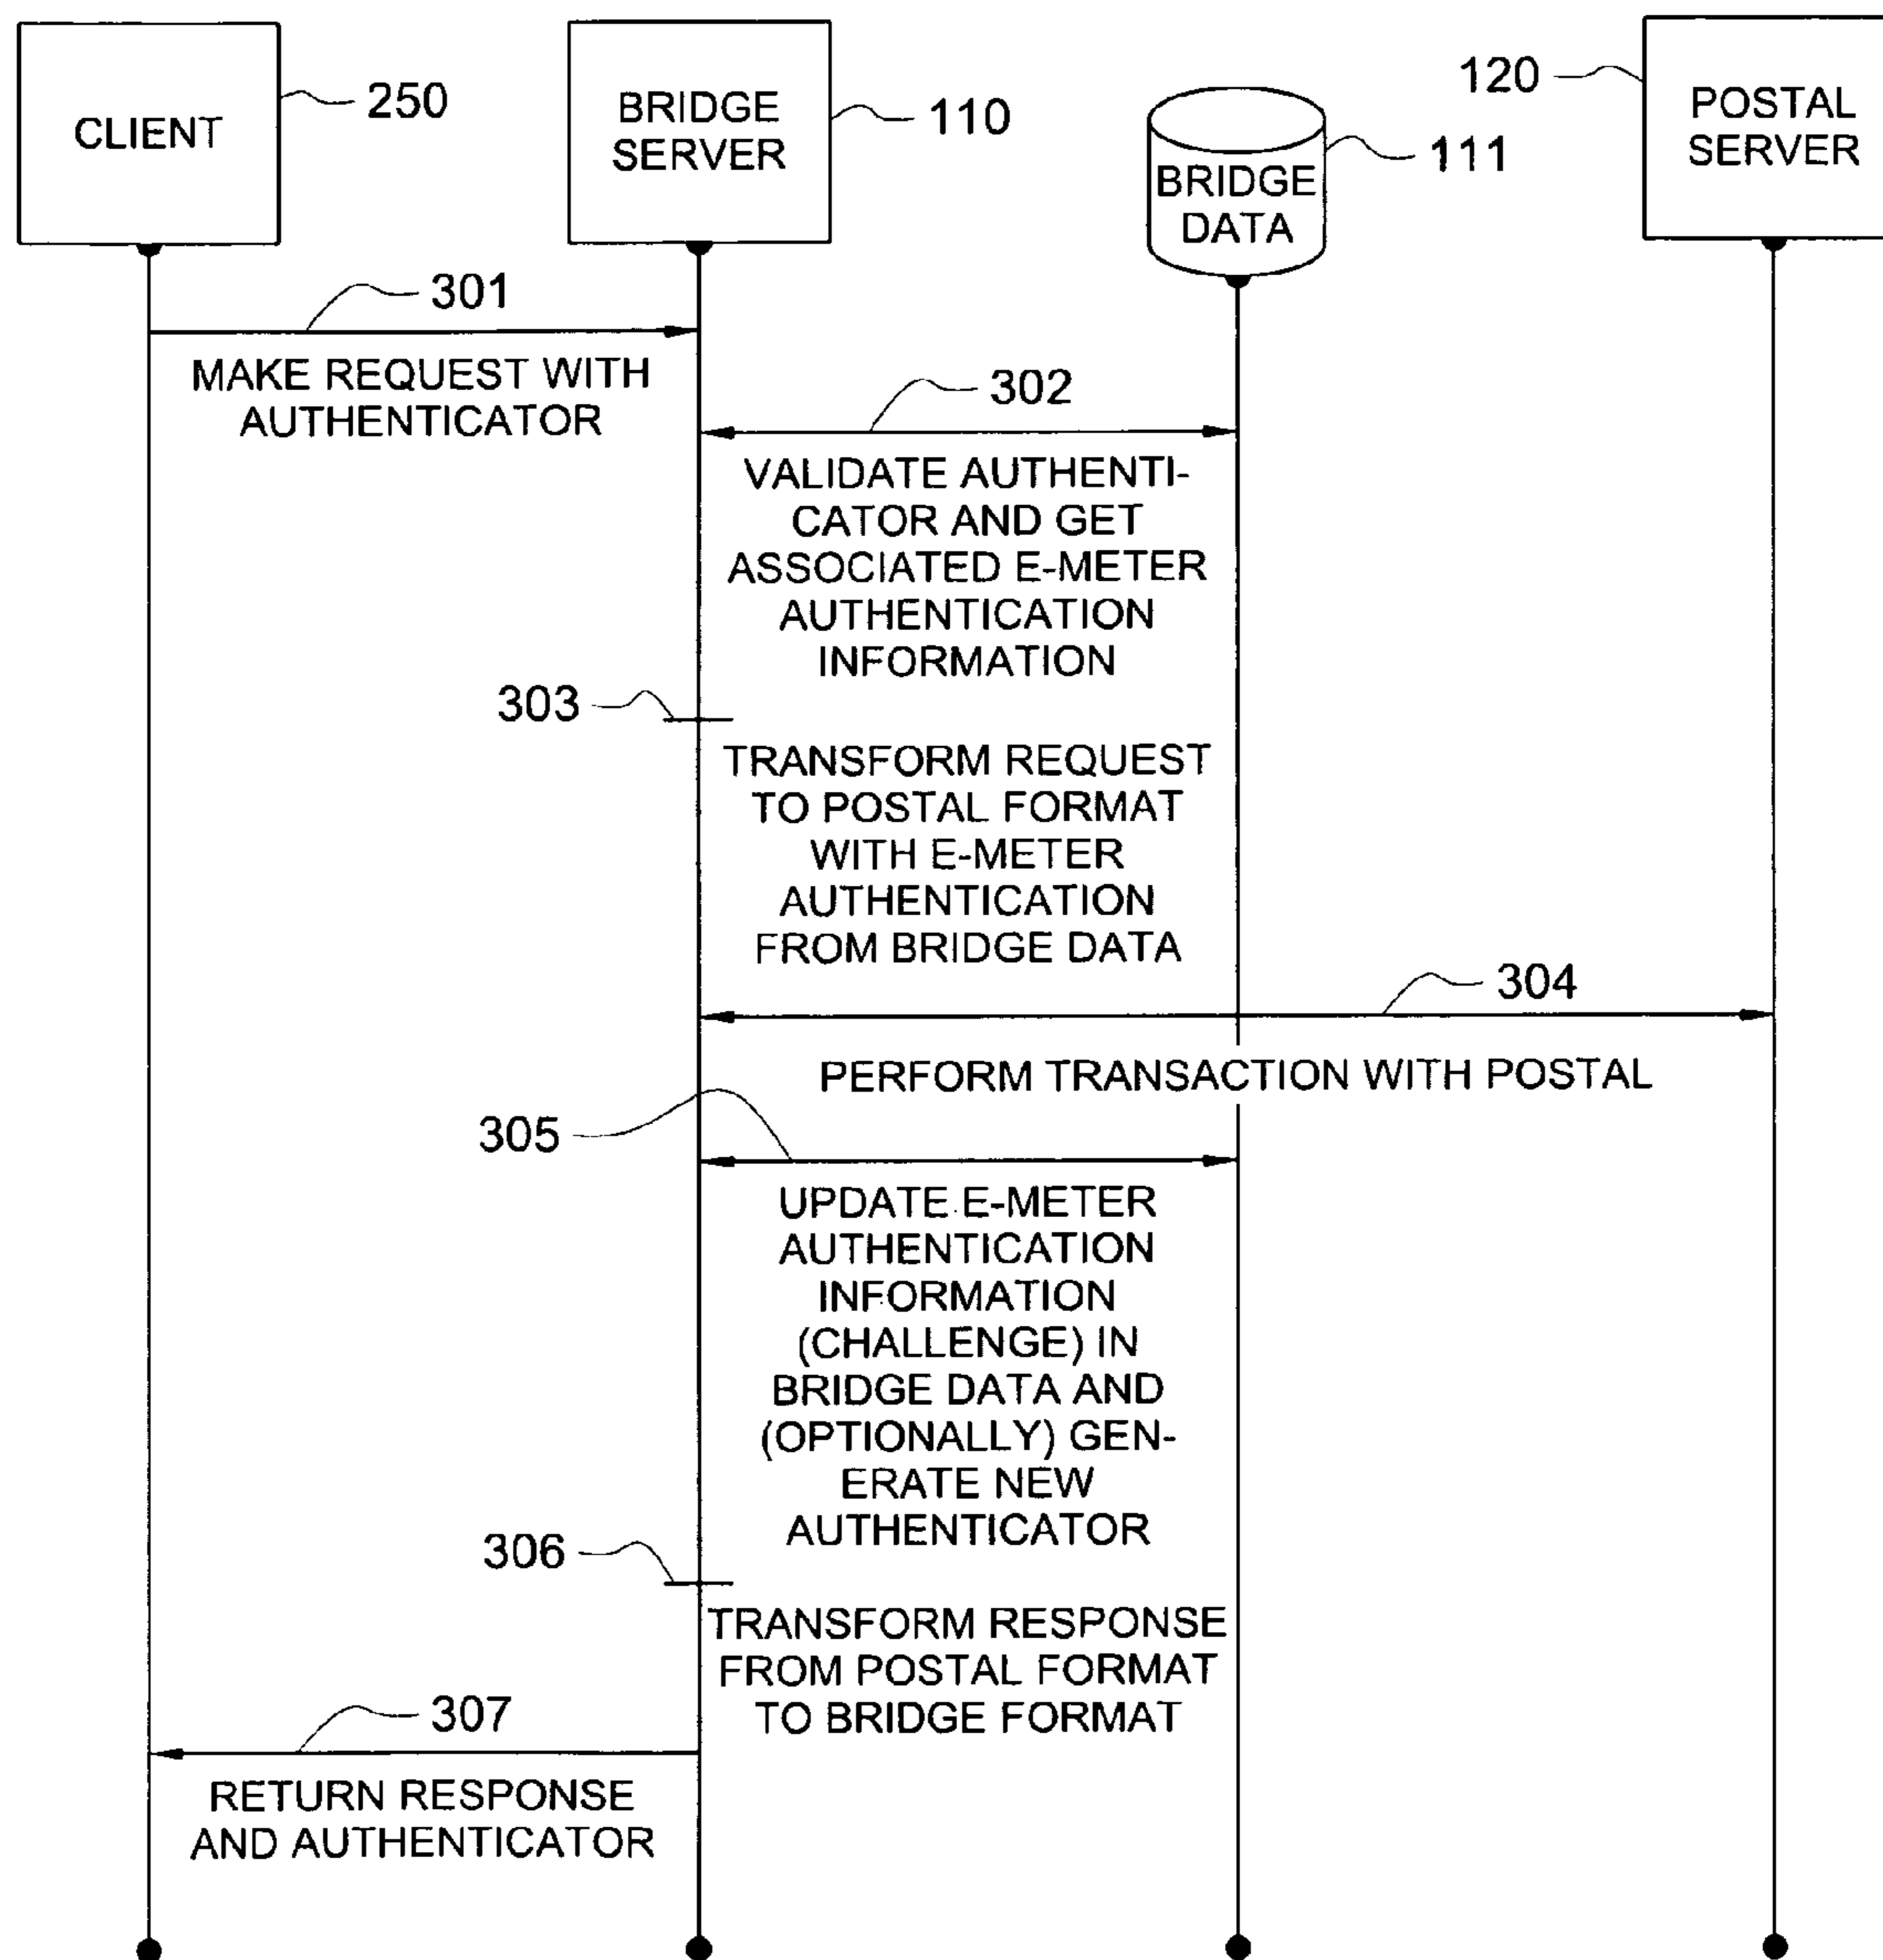 CLIENT
250
BRIDGE
SERVER
110
BRIDGE
DATA
111
120
POSTAL
SERVER
301
MAKE REQUEST WITH
AUTHENTICATOR
302
VALIDATE AUTHENTI-
CATOR AND GET
ASSOCIATED E-METER
AUTHENTICATION
INFORMATION
303
TRANSFORM REQUEST
TO POSTAL FORMAT
WITH E-METER
AUTHENTICATION
FROM BRIDGE DATA
304
PERFORM TRANSACTION WITH POSTAL
305
UPDATE E-METER
AUTHENTICATION
INFORMATION
(CHALLENGE) IN
BRIDGE DATA AND
(OPTIONALLY) GEN-
ERATE NEW
AUTHENTICATOR
306
TRANSFORM RESPONSE
FROM POSTAL FORMAT
TO BRIDGE FORMAT
307
RETURN RESPONSE
AND AUTHENTICATOR